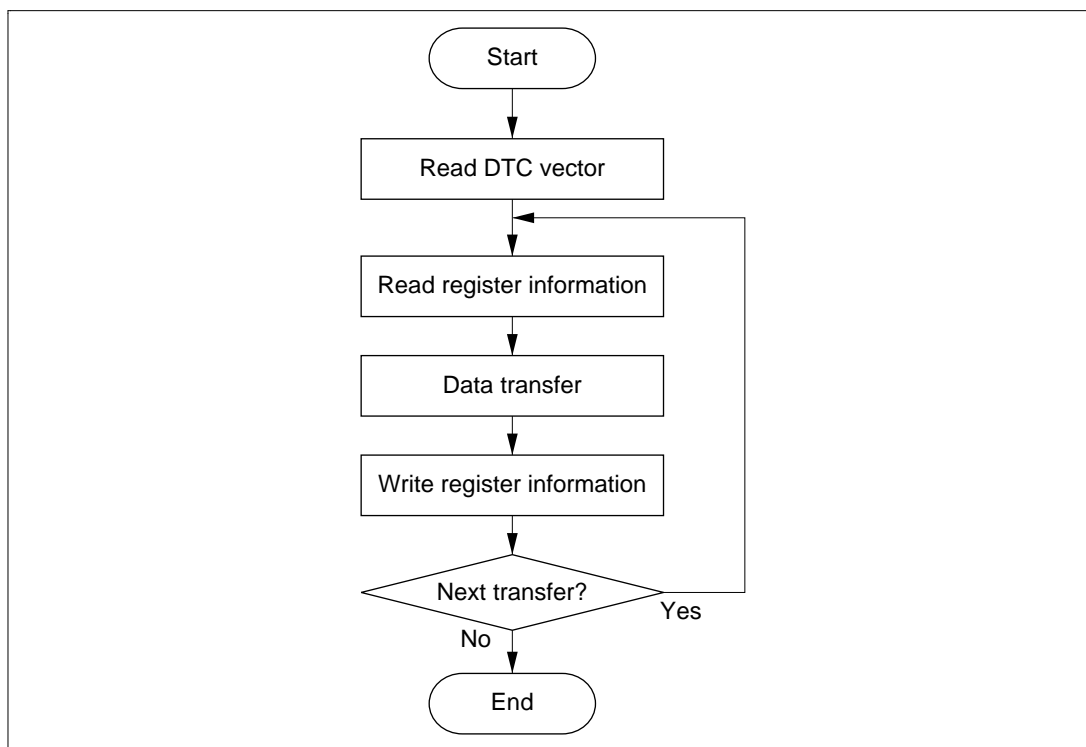 Start
Read DTC vector
Read register information
Data transfer
Write register information
Next transfer?
Yes
No
End